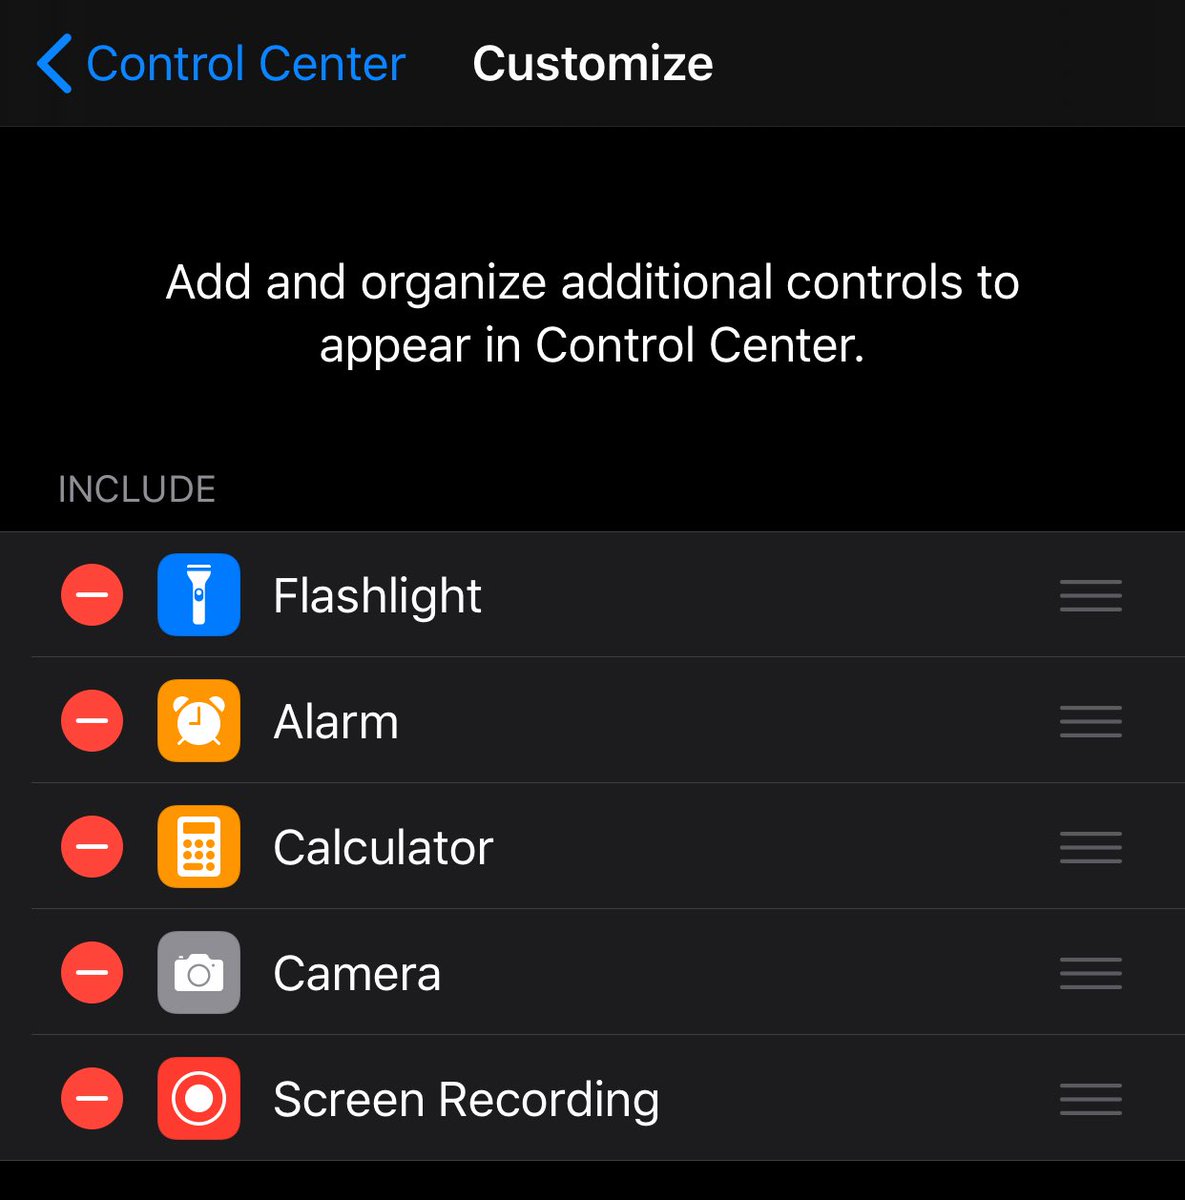 Control Center Customize
Add and organize additional controls to
appear in Control Center.
INCLUDE
Flashlight
Alarm
Calculator
Camera
Screen Recording